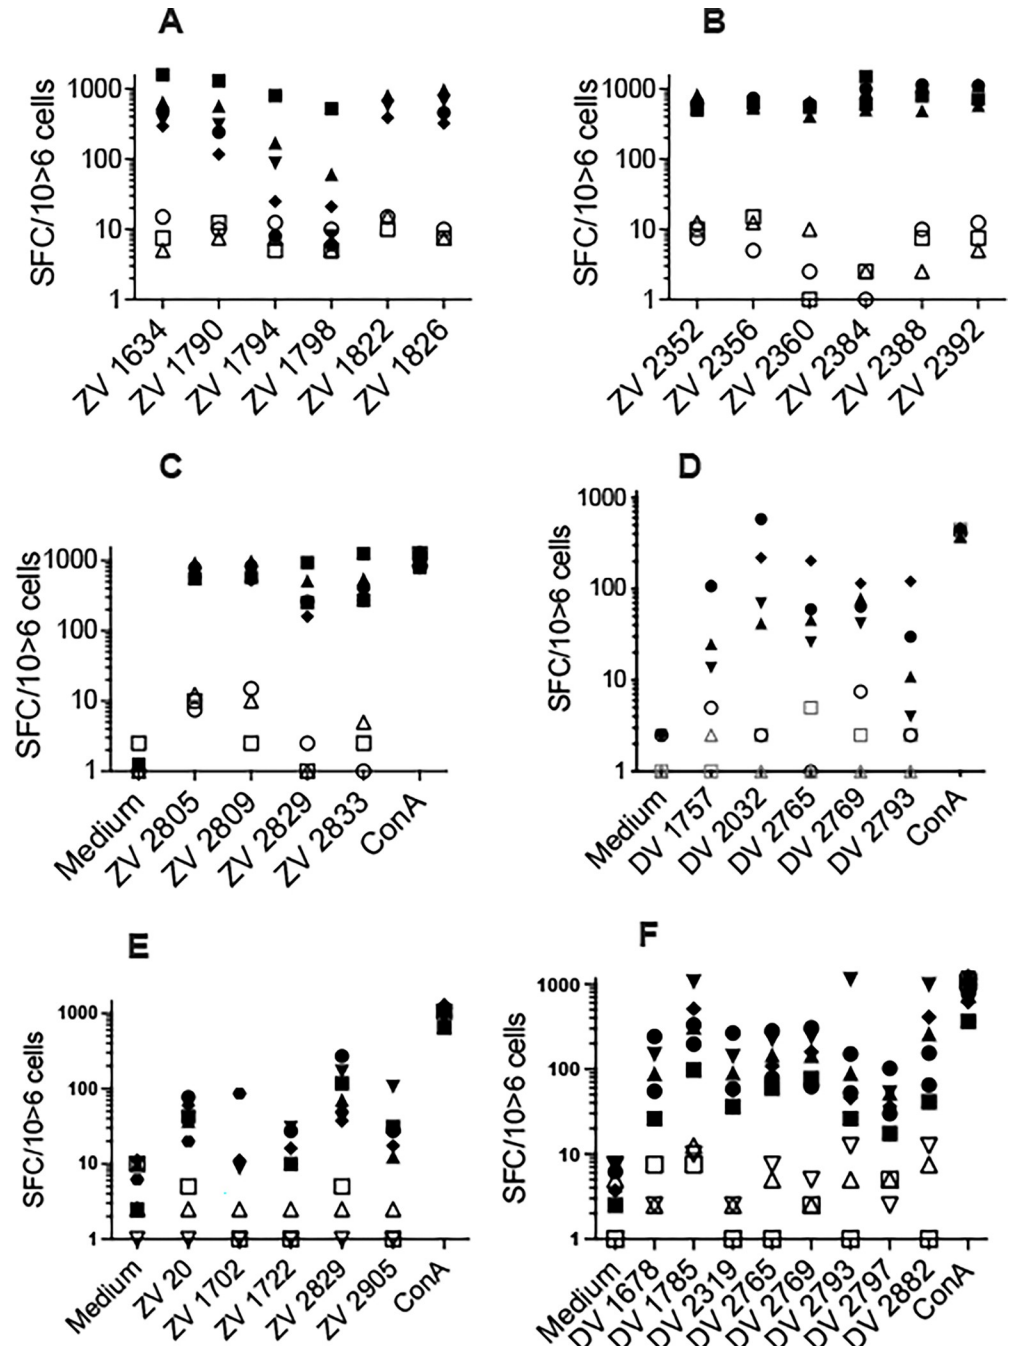 A
SFC/10>6 cells
1000
100
10
1
ZV 1634
ZV 1790
ZV 1794
ZV 1798
ZV 1822
ZV 1826
B
SFC/10>6 cells
1000
100
10
1
ZV 2352
ZV 2356
ZV 2360
ZV 2384
ZV 2388
ZV 2392
C
SFC/10>6 cells
1000
100
10
1
Medium
ZV 2805
ZV 2809
ZV 2829
ZV 2833
ConA
D
SFC/10>6 cells
1000
100
10
1
Medium
DV 1757
DV 2032
DV 2765
DV 2769
DV 2793
ConA
E
SFC/10>6 cells
1000
100
10
1
Medium
ZV 20
ZV 1702
ZV 1722
ZV 2829
ZV 2905
ConA
F
SFC/10>6 cells
1000
100
10
1
Medium
DV 1678
DV 1785
DV 2319
DV 2765
DV 2769
DV 2793
DV 2797
DV 2882
ConA